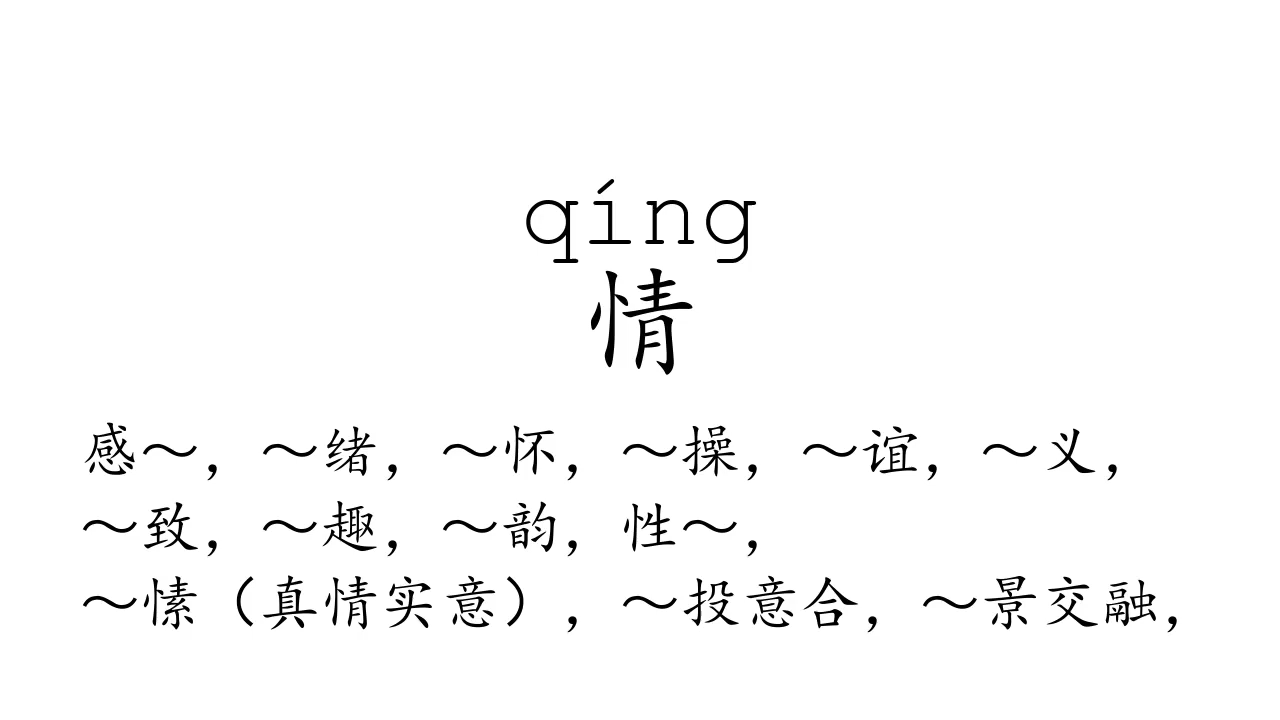 qíng
情
感～，～绪，～怀，～操，～谊，～义，
～致，～趣，～韵，性～，
～愫（真情实意），～投意合，～景交融，